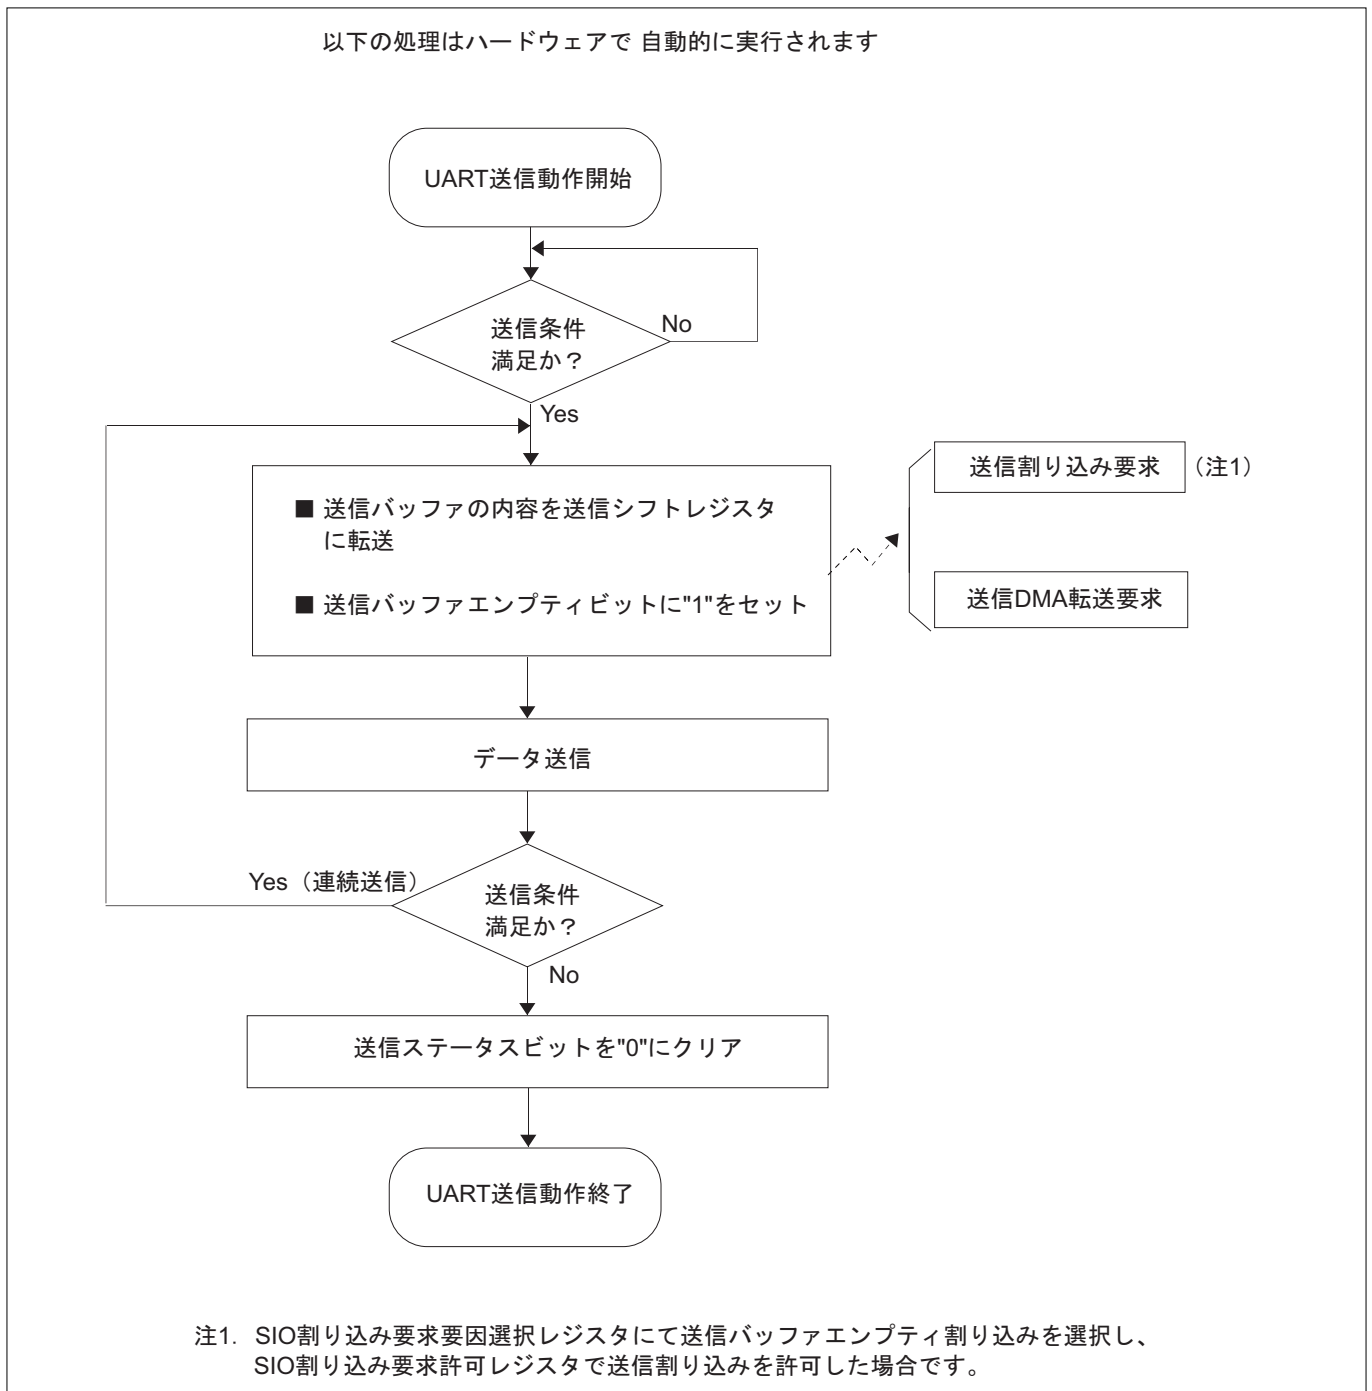 以下の処理はハードウェアで 自動的に実行されます
UART送信動作開始
送信条件
満足か？
No
Yes
■ 送信バッファの内容を送信シフトレジスタ
に転送
■ 送信バッファエンプティビットに"1"をセット
送信割り込み要求
（注1）
送信DMA転送要求
データ送信
Yes（連続送信）
送信条件
満足か？
No
送信ステータスビットを"0"にクリア
UART送信動作終了
注1. SIO割り込み要求要因選択レジスタにて送信バッファエンプティ割り込みを選択し、
SIO割り込み要求許可レジスタで送信割り込みを許可した場合です。